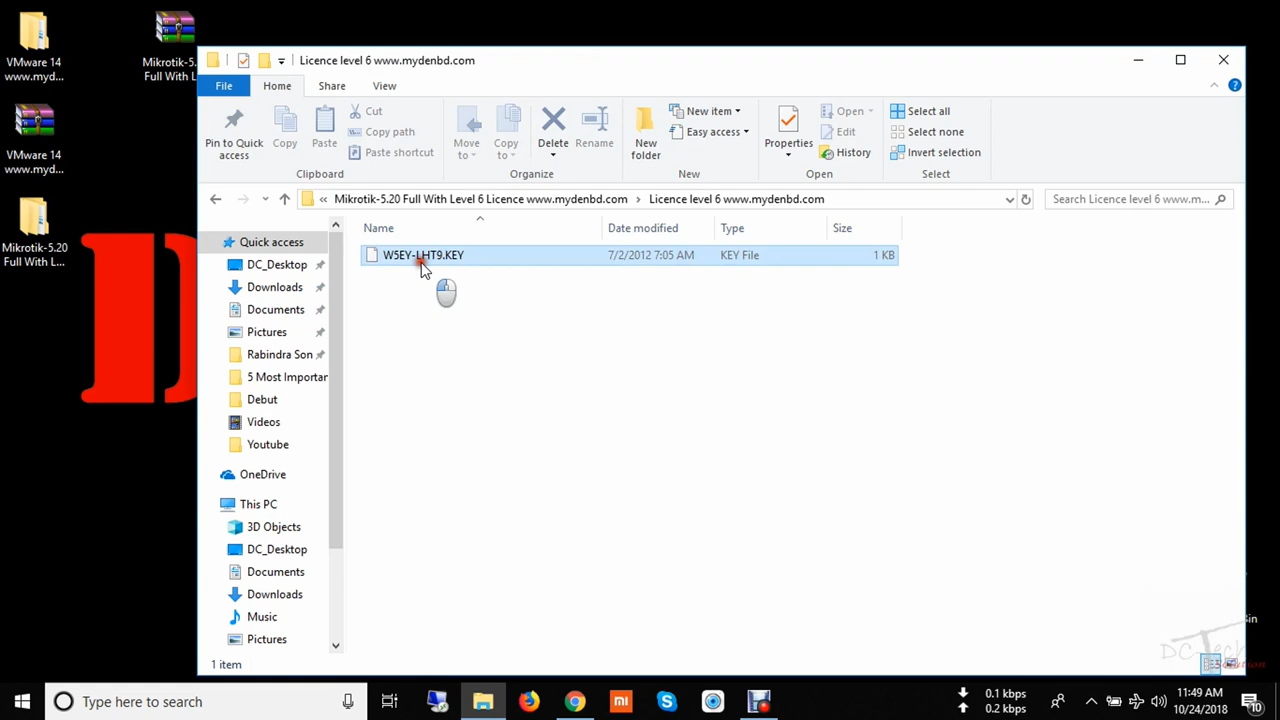 VMware 14
www.myd...
Mikrotik-5.
Full With L
VMware 14
www.myd...
Mikrotik-5.20
Full With L...
Licence level 6 www.mydenbd.com
File
Home
Share
View
Pin to Quick
access
Copy
Paste
Cut
Copy path
Paste shortcut
Clipboard
Move
to
Copy
to
Delete
Rename
Organize
New
folder
New item
Easy access
New
Properties
Open
Edit
History
Open
Select all
Select none
Invert selection
Select
« Mikrotik-5.20 Full With Level 6 Licence www.mydenbd.com > Licence level 6 www.mydenbd.com
Search Licence level 6 www.m...
Quick access
DC_Desktop
Downloads
Documents
Pictures
Rabindra Son
5 Most Importar
Debut
Videos
Youtube
OneDrive
This PC
3D Objects
DC_Desktop
Documents
Downloads
Music
Pictures
Name
Date modified
Type
Size
W5EY-LHT9.KEY
7/2/2012 7:05 AM
KEY File
1 KB
1 item
DC Tech
Solution
Type here to search
0.1 kbps
0.2 kbps
11:49 AM
10/24/2018
10